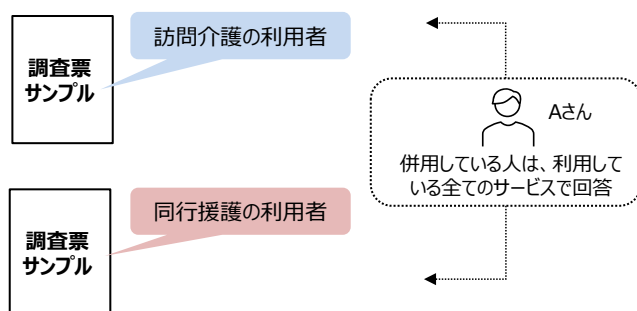 訪問介護の利用者
調査票
サンプル
Aさん
併用している人は、利用して
いる全てのサービスで回答
同行援護の利用者
調査票
サンプル